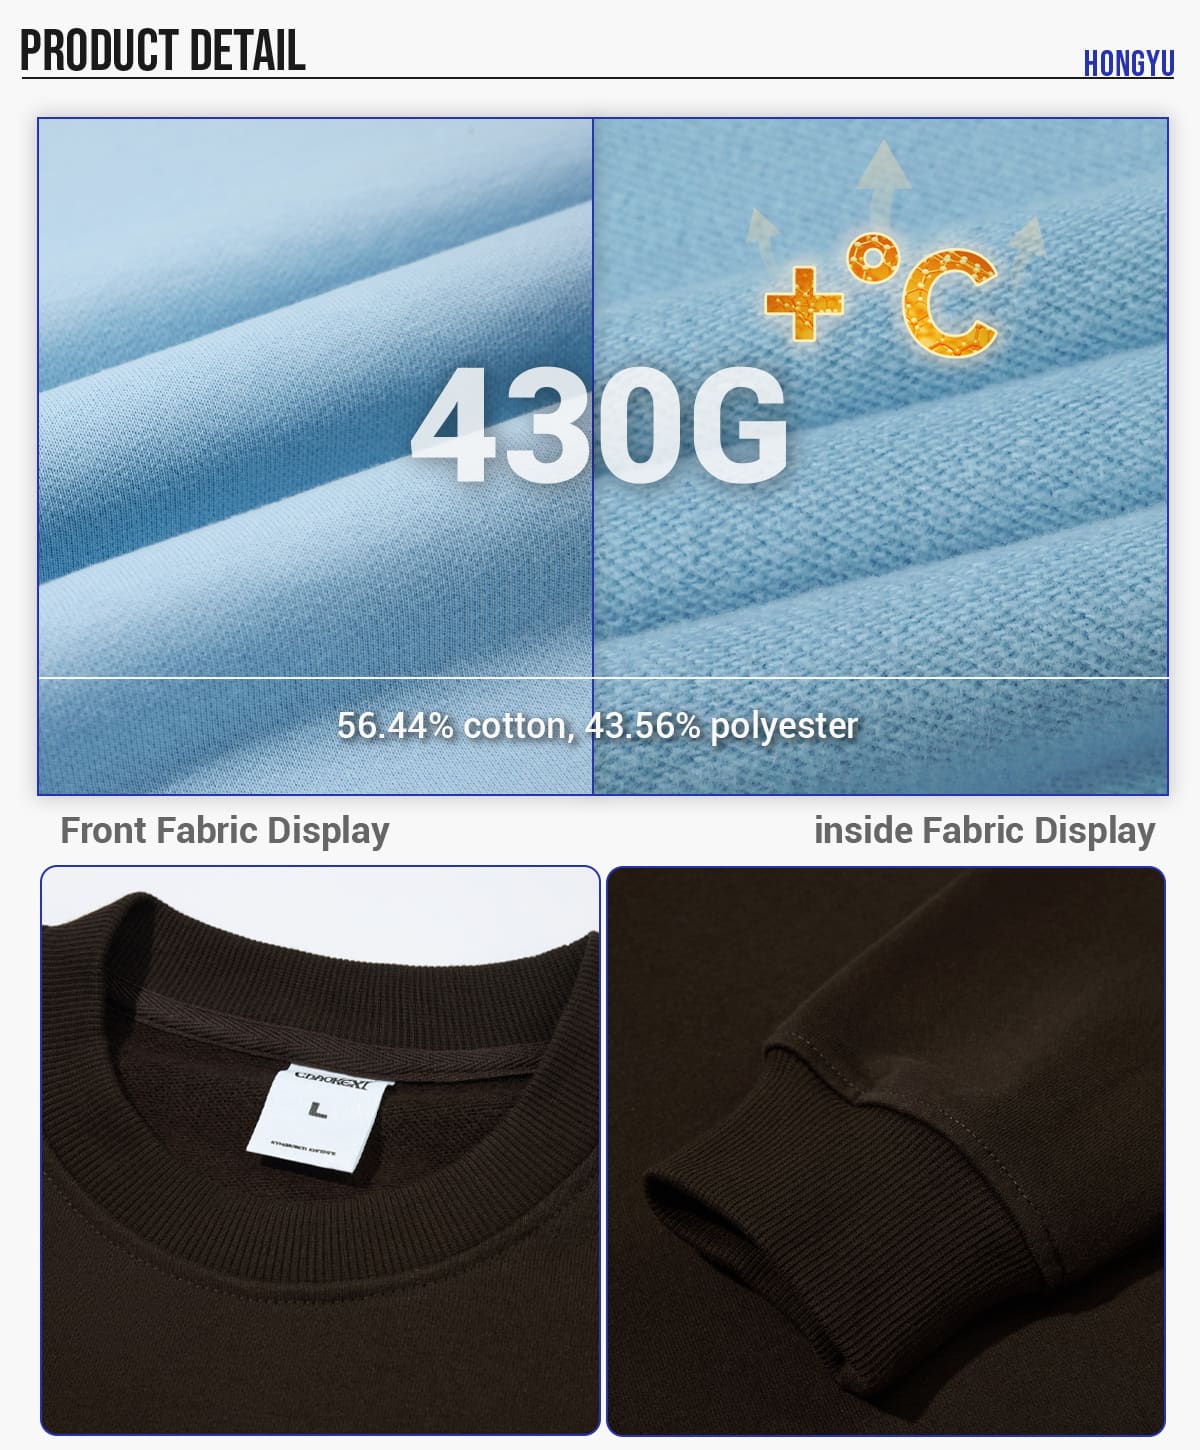 PRODUCT DETAIL
HONGYU
+°C
430G
56.44% cotton, 43.56% polyester
Front Fabric Display
inside Fabric Display
L